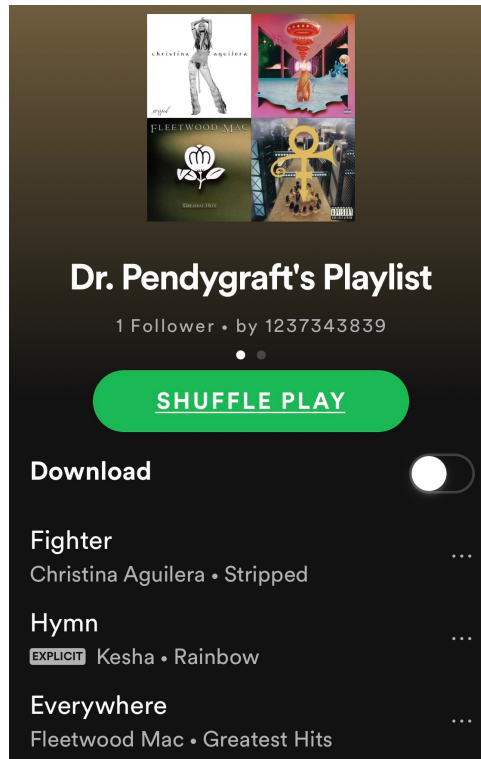 christina aguilera
stripped
FLEETWOOD MAC
GREATEST HITS
Dr. Pendygraft's Playlist
1 Follower • by 1237343839
SHUFFLE PLAY
Download
Fighter
...
Christina Aguilera • Stripped
Hymn
...
EXPLICIT Kesha • Rainbow
Everywhere
...
Fleetwood Mac • Greatest Hits